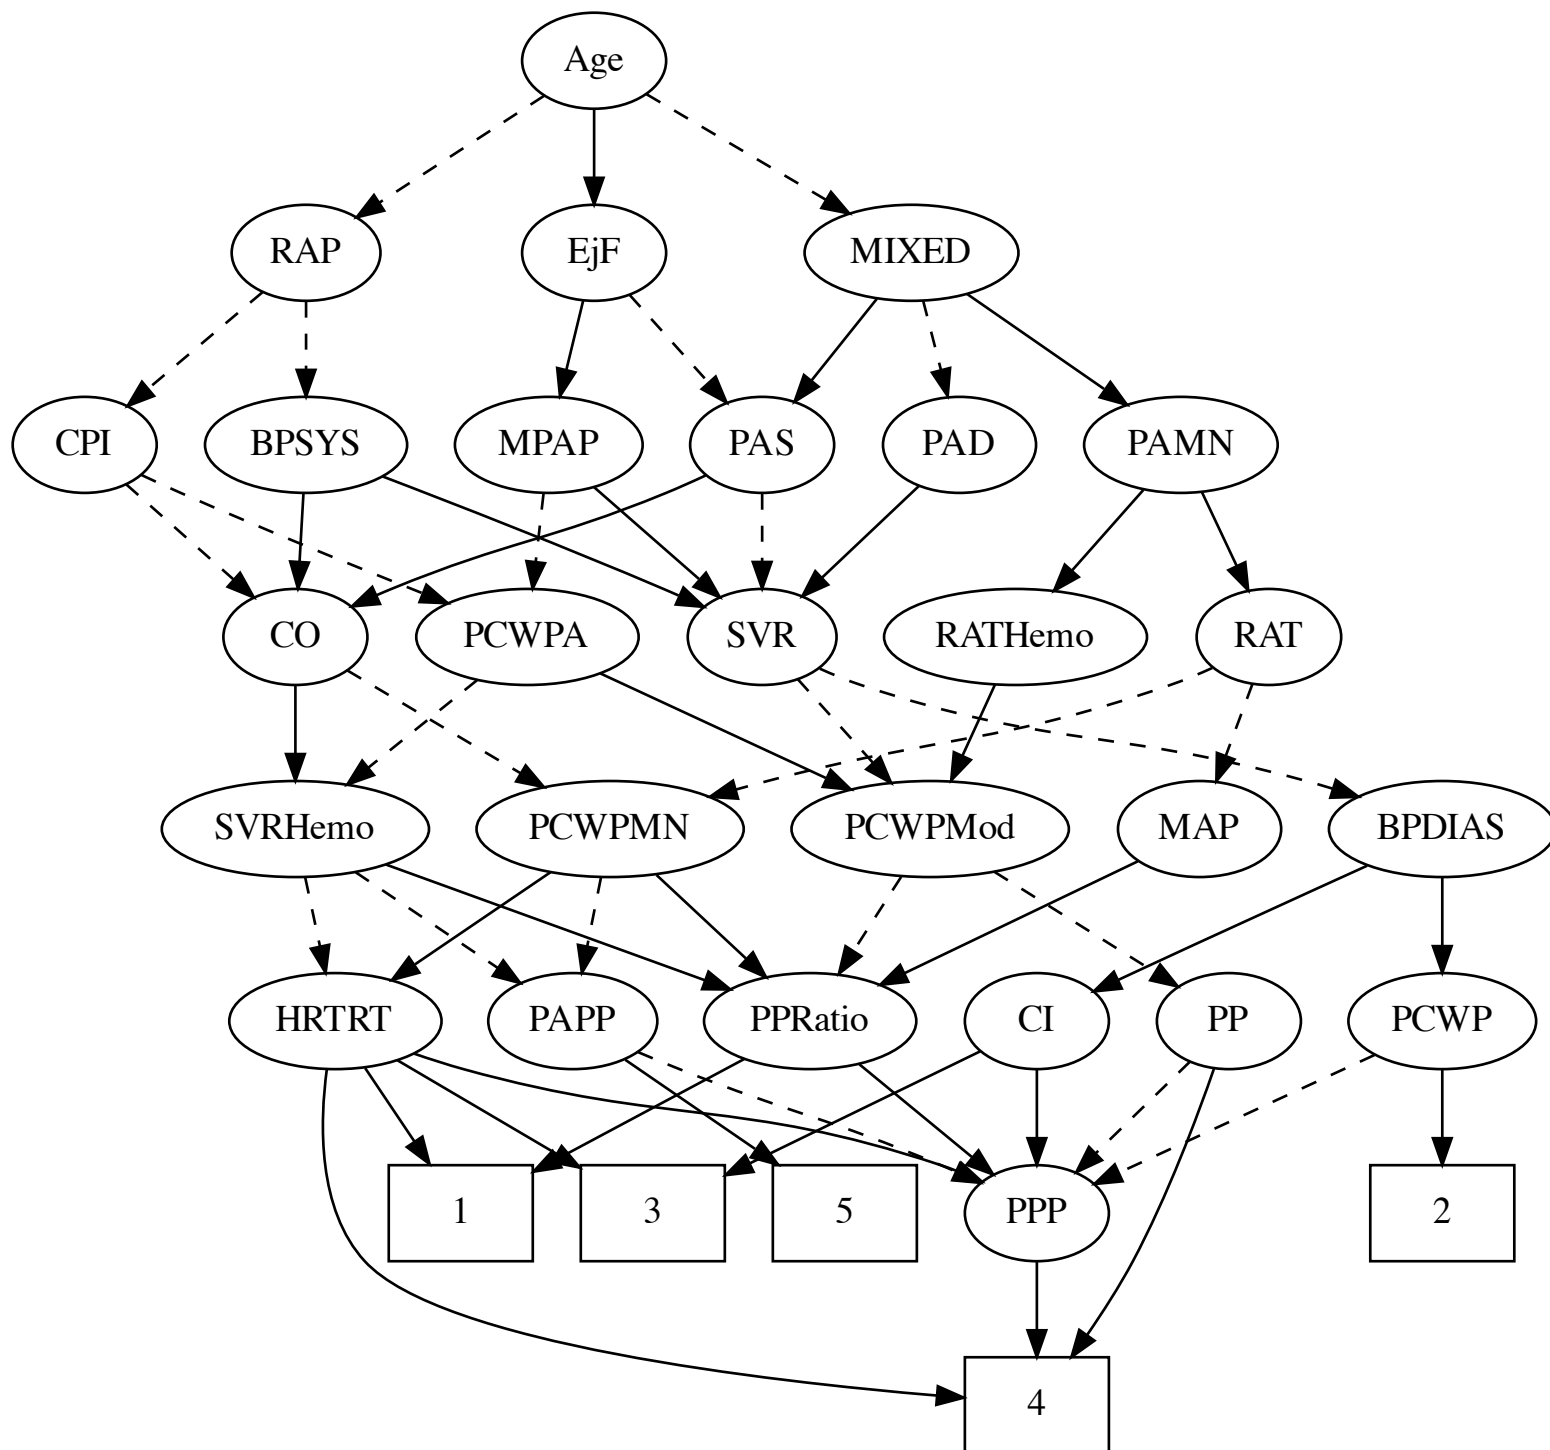 Age
RAP EjF MIXED
CPI BPSYS MPAP PAS PAD PAMN
CO PCWPA SVR RATHemo RAT
SVRHemo PCWPMN PCWPMod MAP BPDIAS
HRTRT PAPP PPRatio CI PP PCWP
1 3 5 PPP 2
4